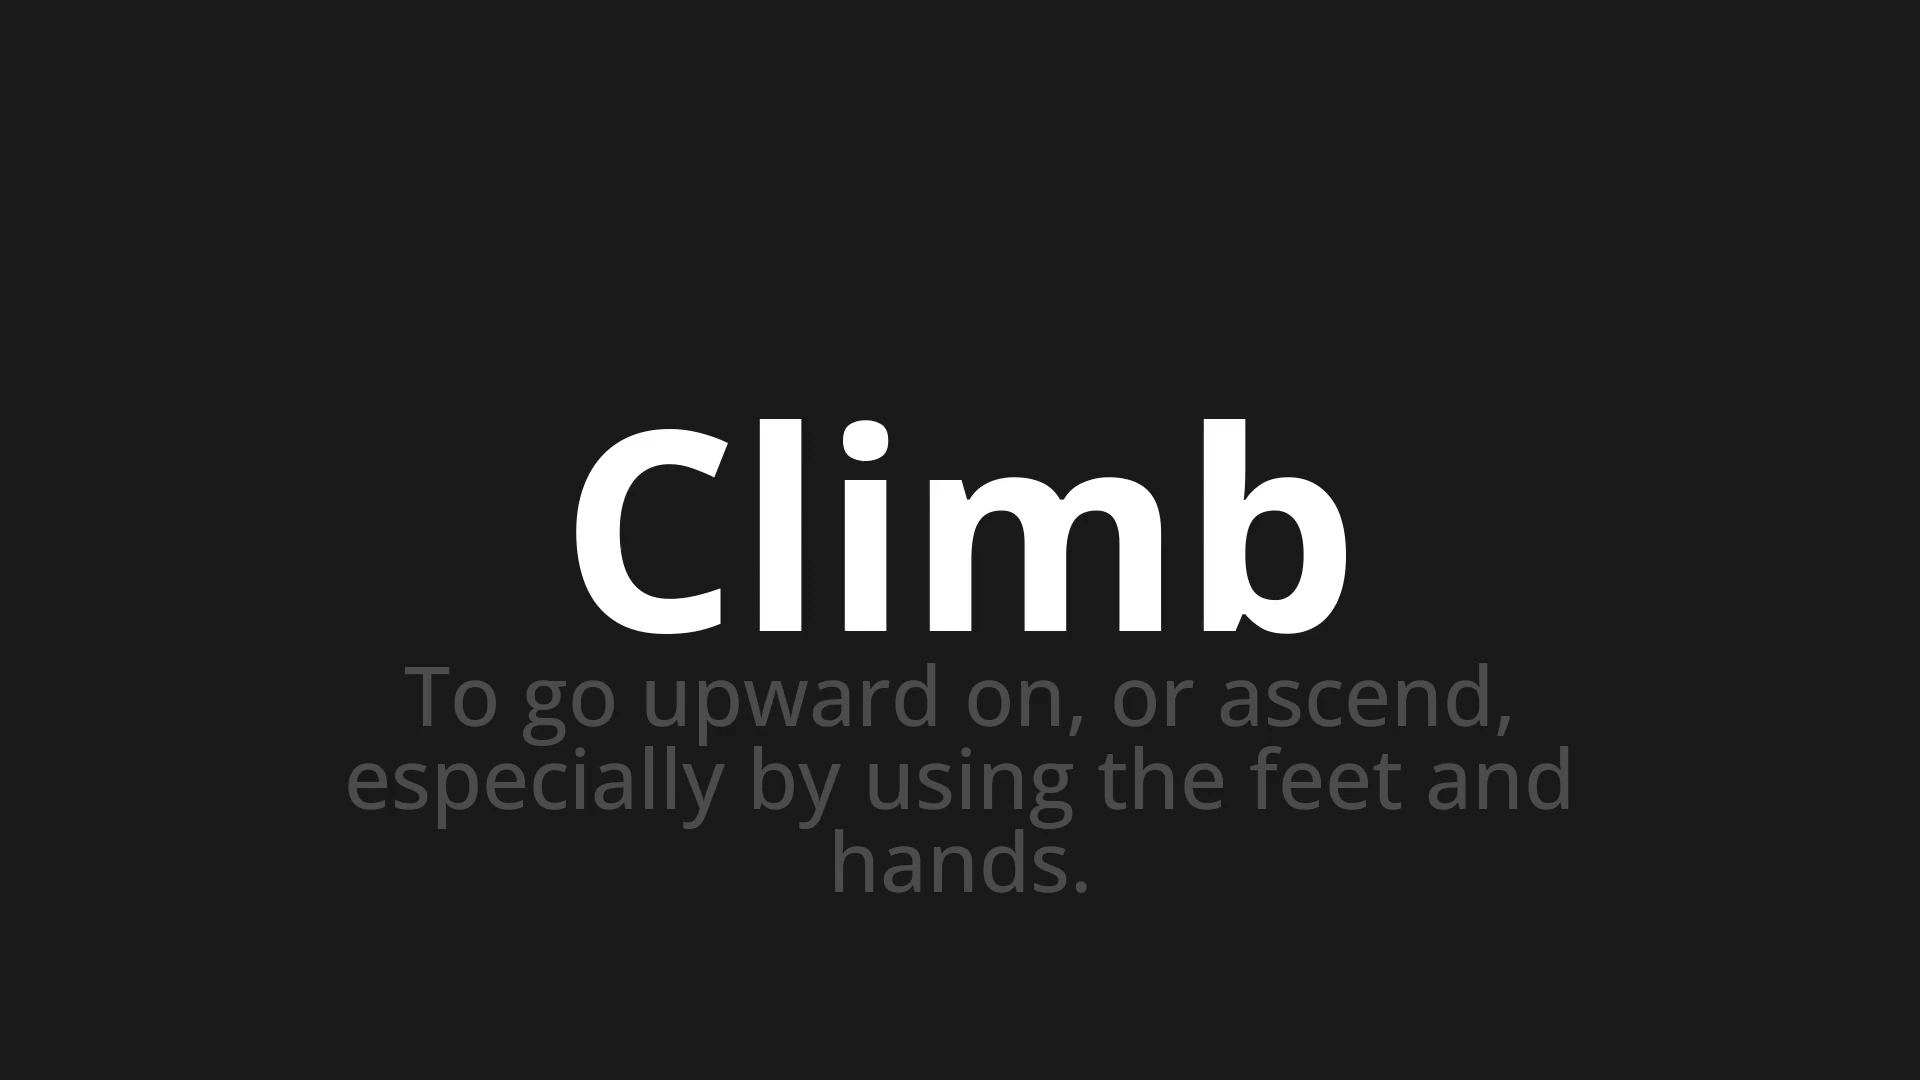 Climb
To go upward on, or ascend,
especially by using the feet and
hands.